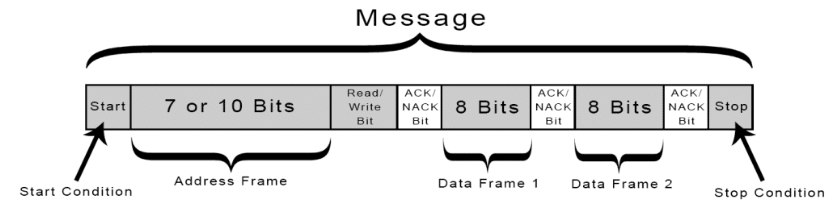 Message
Start
7 or 10 Bits
Read/
Write
Bit
ACK/
NACK
Bit
8 Bits
ACK/
NACK
Bit
8 Bits
ACK/
NACK
Bit
Stop
Start Condition
Address Frame
Data Frame 1
Data Frame 2
Stop Condition